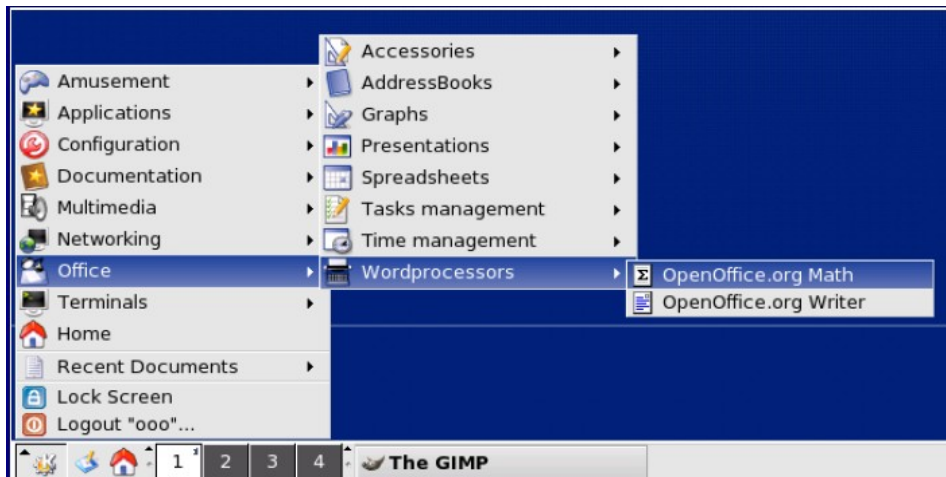 Amusement
Applications
Configuration
Documentation
Multimedia
Networking
Office
Terminals
Home
Recent Documents
Lock Screen
Logout "ooo"...
Accessories
AddressBooks
Graphs
Presentations
Spreadsheets
Tasks management
Time management
Wordprocessors
OpenOffice.org Math
OpenOffice.org Writer
1 2 3 4 The GIMP